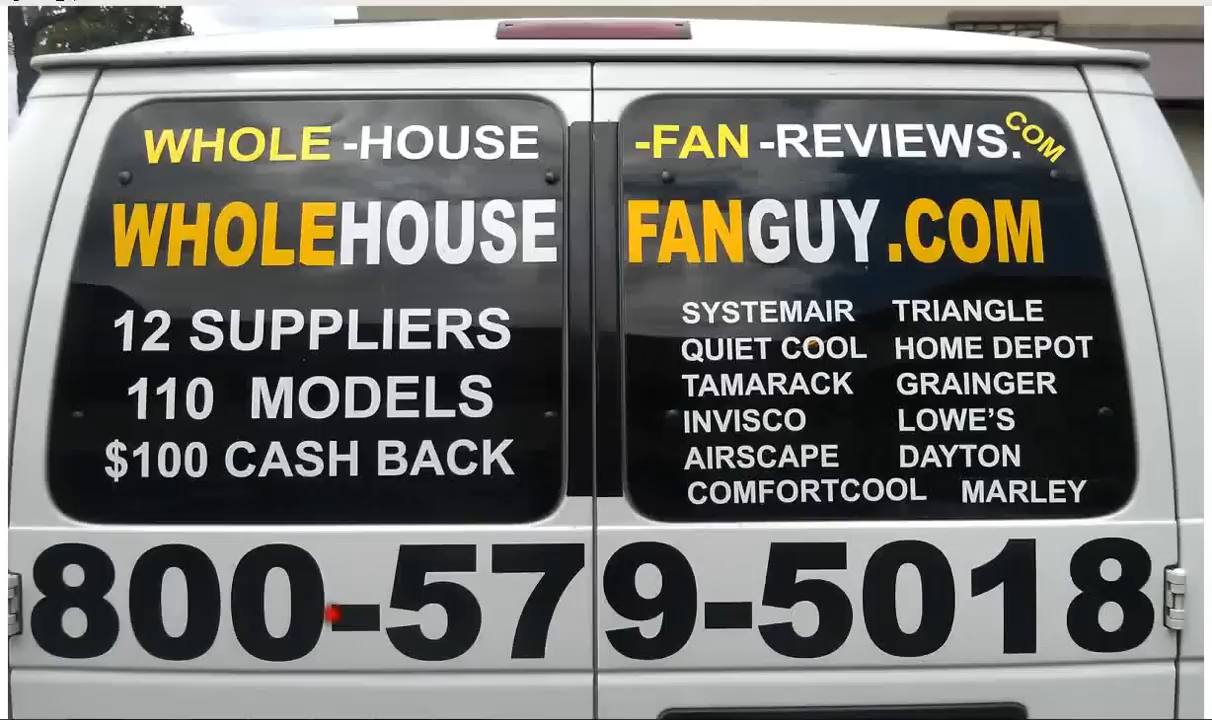 WHOLE-HOUSE-FAN-REVIEWS.COM
WHOLEHOUSE FANGUY.COM
12 SUPPLIERS
110 MODELS
$100 CASH BACK
SYSTEMAIR TRIANGLE
QUIET COOL HOME DEPOT
TAMARACK GRAINGER
INVISCO LOWE'S
AIRSCAPE DAYTON
COMFORTCOOL MARLEY
800-579-5018